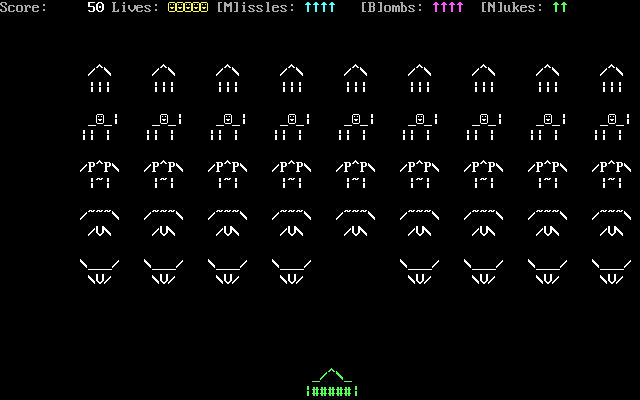 Score: 50 Lives: [M]issles: ↑↑↑↑ [B]ombs: ↑↑↑↑ [N]ukes: ↑↑